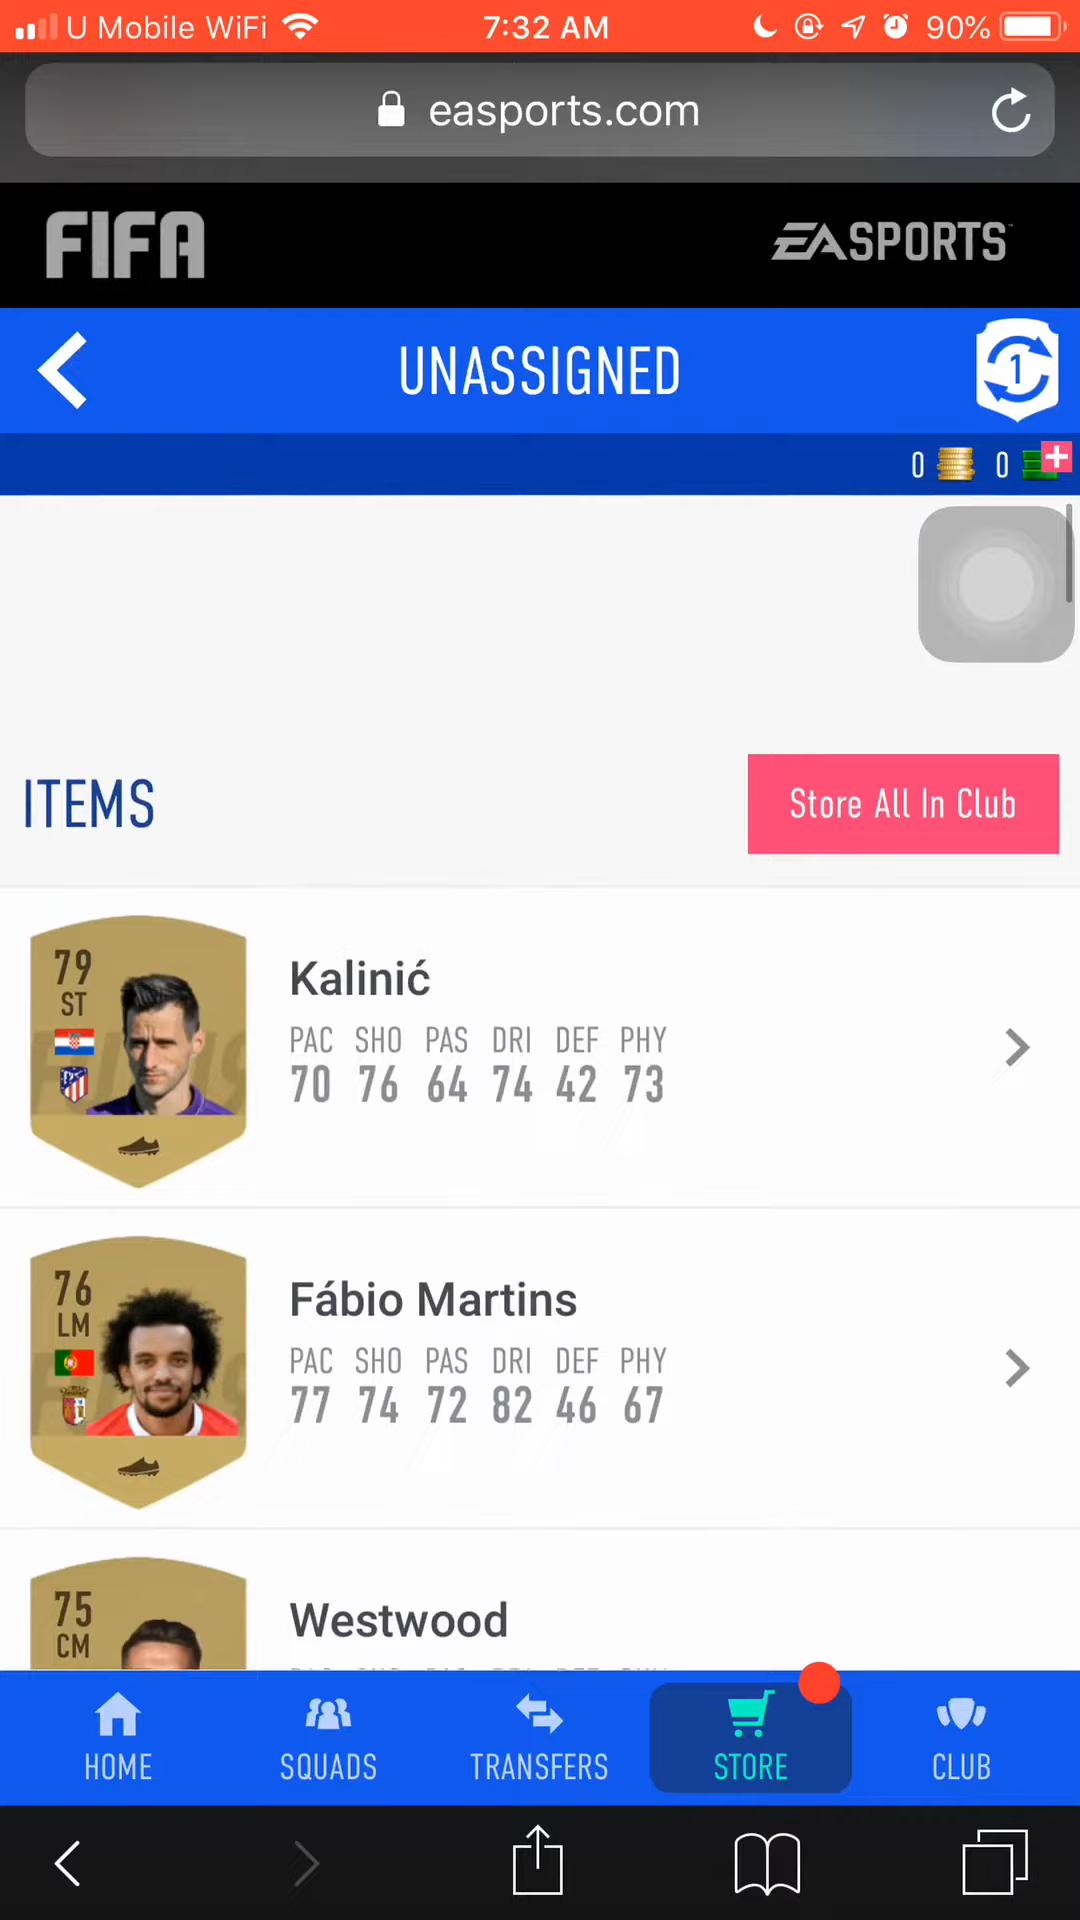 U Mobile WiFi 7:32 AM 90%
easports.com
FIFA EA SPORTS
UNASSIGNED 1
0 0
ITEMS Store All In Club
79
ST
Kalinić
PAC SHO PAS DRI DEF PHY
70 76 64 74 42 73
76
LM
Fábio Martins
PAC SHO PAS DRI DEF PHY
77 74 72 82 46 67
75
CM
Westwood
HOME SQUADS TRANSFERS STORE CLUB